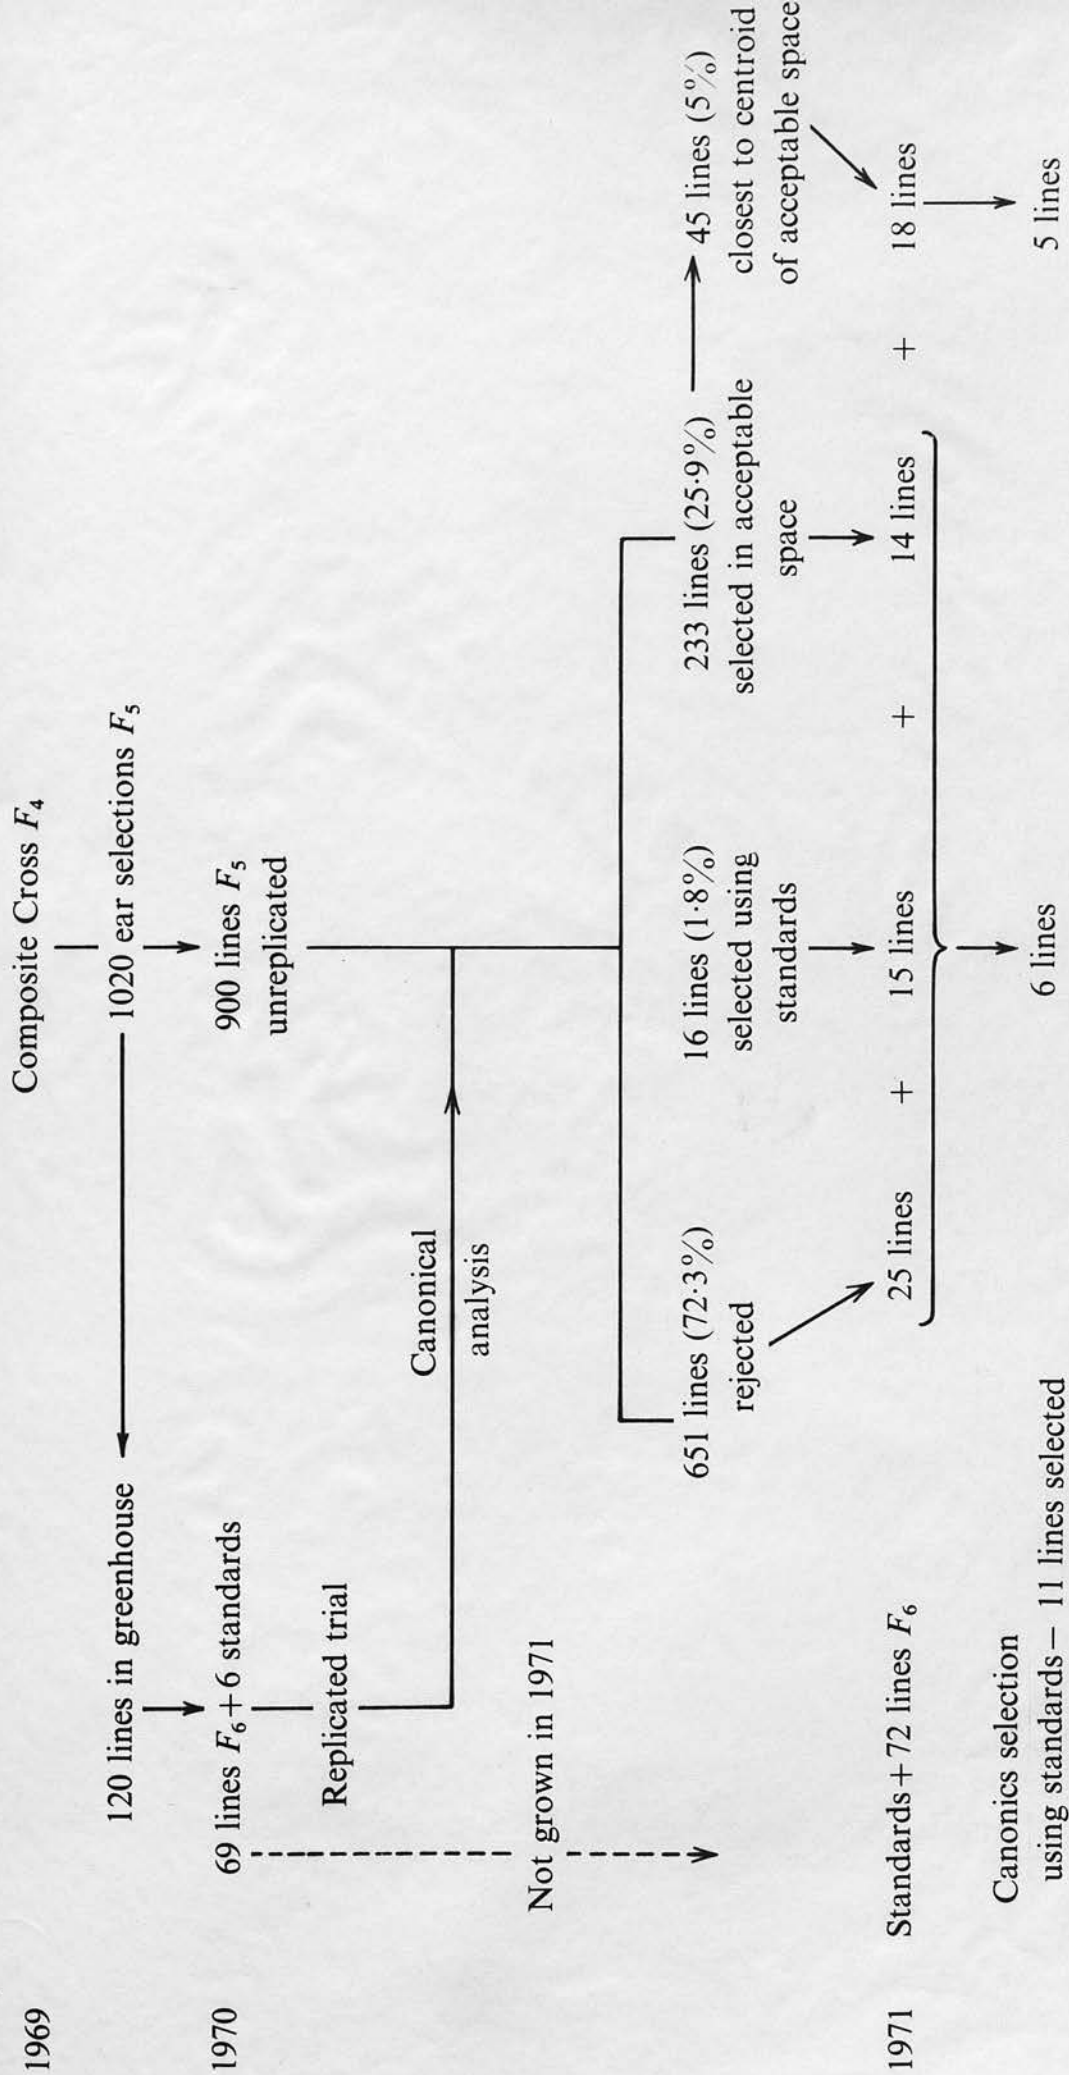 1969
Composite Cross F₄
1020 ear selections F₅
120 lines in greenhouse
1970
69 lines F₆+6 standards
900 lines F₅
unreplicated
Replicated trial
Canonical
analysis
Not grown in 1971
651 lines (72·3%)
rejected
16 lines (1·8%)
selected using
standards
233 lines (25·9%)
selected in acceptable
space
45 lines (5%)
closest to centroid
of acceptable space
1971
Standards+72 lines F₆
25 lines + 15 lines + 14 lines + 18 lines
Canonics selection
using standards— 11 lines selected
6 lines
5 lines